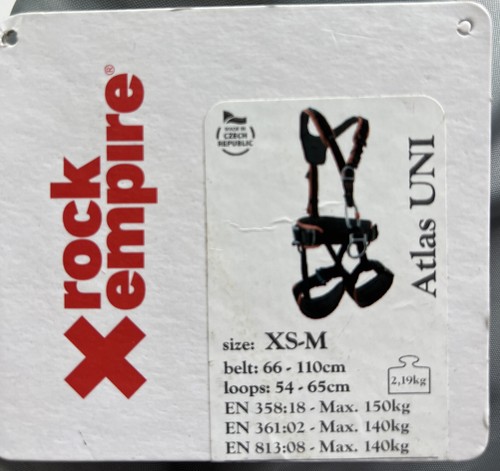 rock
empire®
MADE IN
CZECH
REPUBLIC
Atlas UNI
size: XS-M
belt: 66 - 110cm
loops: 54 - 65cm
2,19kg
EN 358:18 - Max. 150kg
EN 361:02 - Max. 140kg
EN 813:08 - Max. 140kg